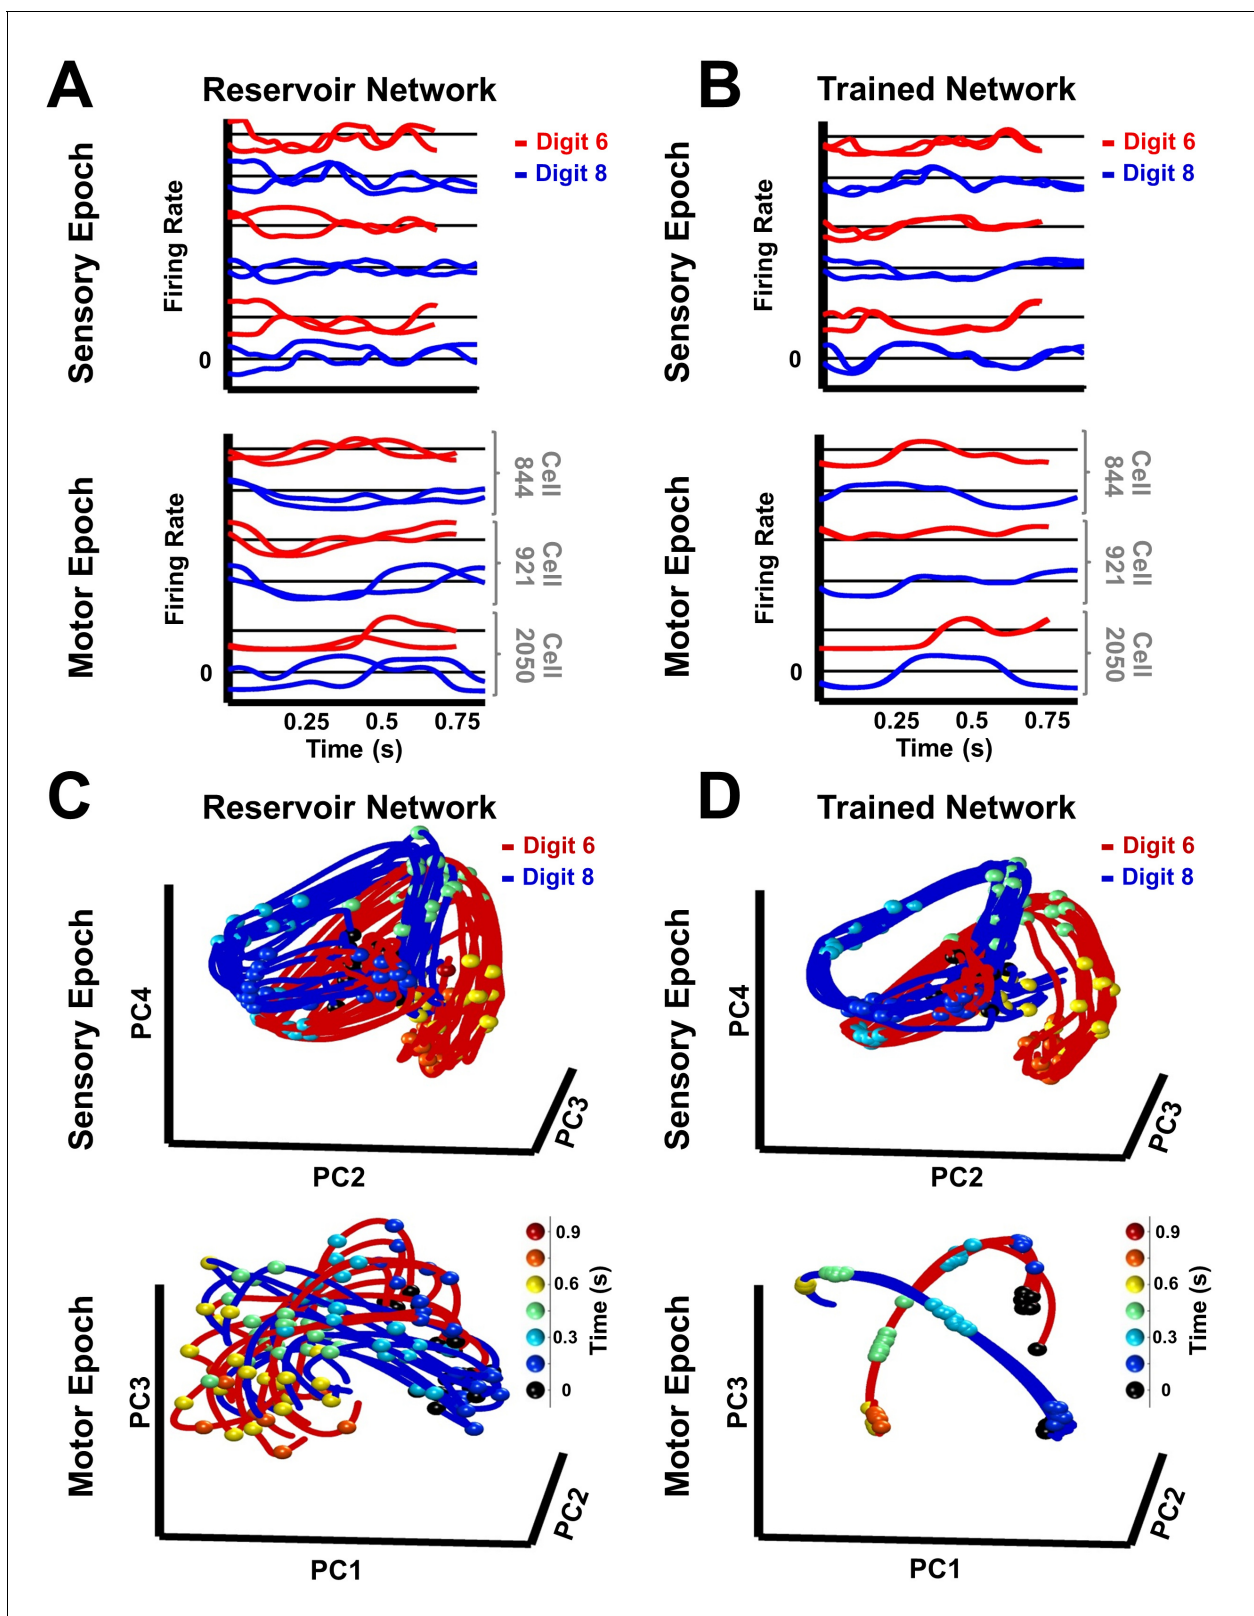 A
Reservoir Network
Sensory Epoch
Firing Rate
0
Digit 6
Digit 8
Motor Epoch
Firing Rate
0
Cell
844
Cell
921
Cell
2050
0.25 0.5 0.75
Time (s)
B
Trained Network
Sensory Epoch
Firing Rate
0
Digit 6
Digit 8
Motor Epoch
Firing Rate
0
Cell
844
Cell
921
Cell
2050
0.25 0.5 0.75
Time (s)
C
Reservoir Network
Digit 6
Digit 8
Sensory Epoch
PC4
PC3
PC2
Motor Epoch
PC3
PC2
PC1
0.9
0.6
0.3
0
Time (s)
D
Trained Network
Digit 6
Digit 8
Sensory Epoch
PC4
PC3
PC2
Motor Epoch
PC3
PC2
PC1
0.9
0.6
0.3
0
Time (s)